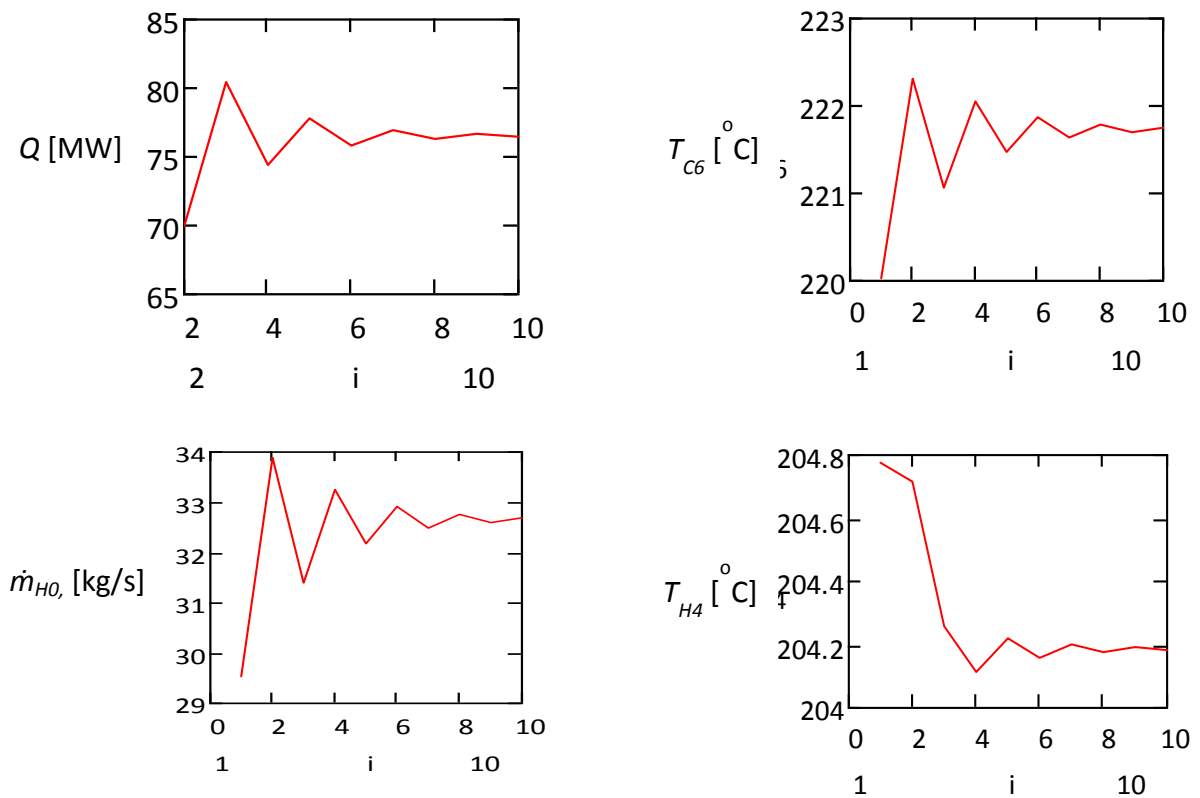 85
80
75
70
65
Q [MW]
2 4 6 8 10
2 i 10
223
222
221
220
T_C6 [°C]
0 2 4 6 8 10
1 i 10
34
33
32
31
30
29
ṁ_H0, [kg/s]
0 2 4 6 8 10
1 i 10
204.8
204.6
204.4
204.2
204
T_H4 [°C]
0 2 4 6 8 10
1 i 10